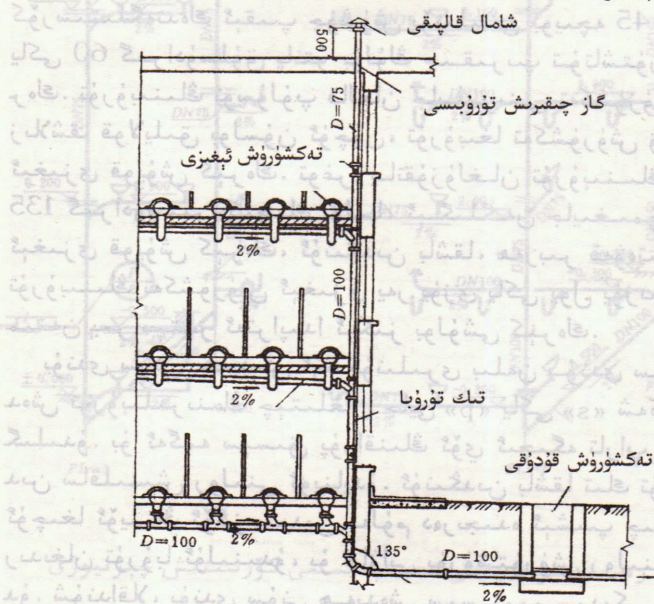 شامال قالپىقى
500
گاز چىقىرىش تۇرۇبىسى
D=75
تەكشۈرۈش ئېغىزى
2%
D=100
2%
تىك تۇرۇبا
تەكشۈرۈش قۇدۇقى
D=100
2%
135°
D=100
2%